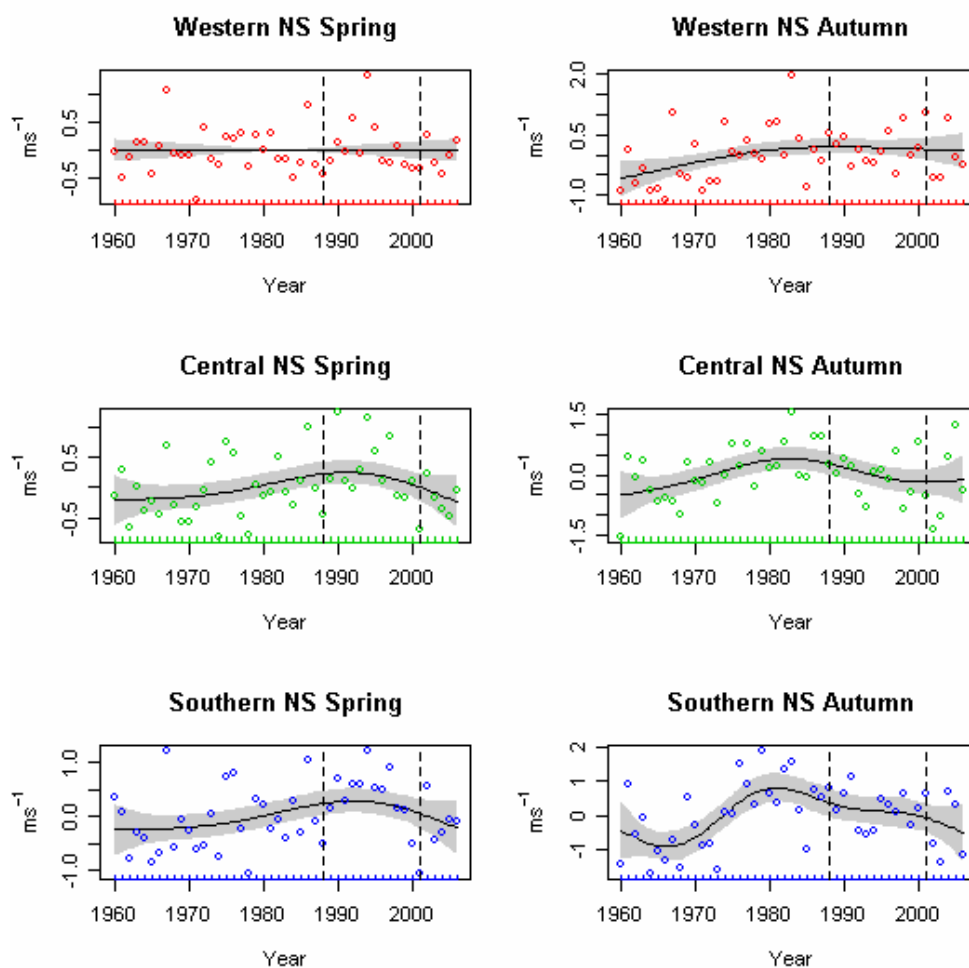 Western NS Spring
ms⁻¹
-0.5 0.5
1960 1970 1980 1990 2000
Year
Western NS Autumn
ms⁻¹
-1.0 0.5 2.0
1960 1970 1980 1990 2000
Year
Central NS Spring
ms⁻¹
-0.5 0.5
1960 1970 1980 1990 2000
Year
Central NS Autumn
ms⁻¹
-1.5 0.0 1.5
1960 1970 1980 1990 2000
Year
Southern NS Spring
ms⁻¹
-1.0 0.0 1.0
1960 1970 1980 1990 2000
Year
Southern NS Autumn
ms⁻¹
-1 0 1 2
1960 1970 1980 1990 2000
Year